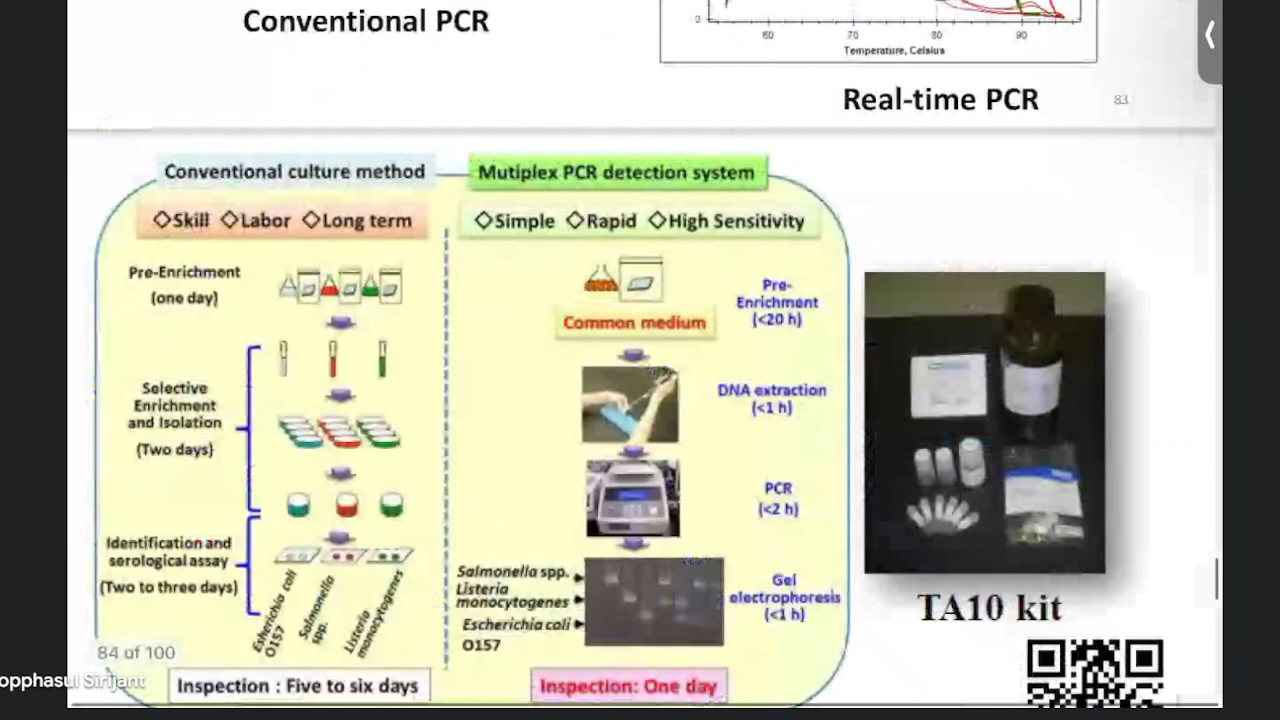 Conventional PCR
0
60 70 80 90
Temperature, Celsius
Real-time PCR
83
Conventional culture method
Mutiplex PCR detection system
◇Skill ◇Labor ◇Long term
◇Simple ◇Rapid ◇High Sensitivity
Pre-Enrichment
(one day)
Selective
Enrichment
and Isolation
(Two days)
Identification and
serological assay
(Two to three days)
Esherichia coli
O157
Salmonella
spp.
Listeria
monocytogenes
Inspection : Five to six days
Common medium
Pre-
Enrichment
(<20 h)
DNA extraction
(<1 h)
PCR
(<2 h)
Gel
electrophoresis
(<1 h)
Salmonella spp.
Listeria
monocytogenes
Escherichia coli
O157
Inspection: One day
TA10 kit
84 of 100
opphasul Sirijant